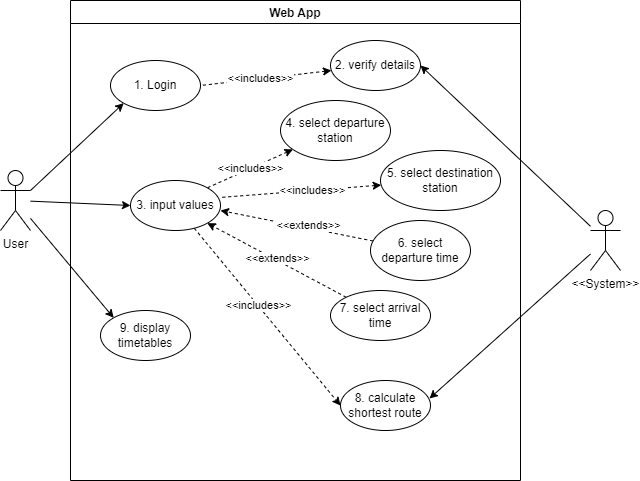 Web App
1. Login
<<includes>>
2. verify details
4. select departure
station
<<includes>>
5. select destination
station
<<includes>>
3. input values
<<extends>>
6. select
departure time
User
<<extends>>
<<System>>
<<includes>>
7. select arrival
time
9. display
timetables
8. calculate
shortest route